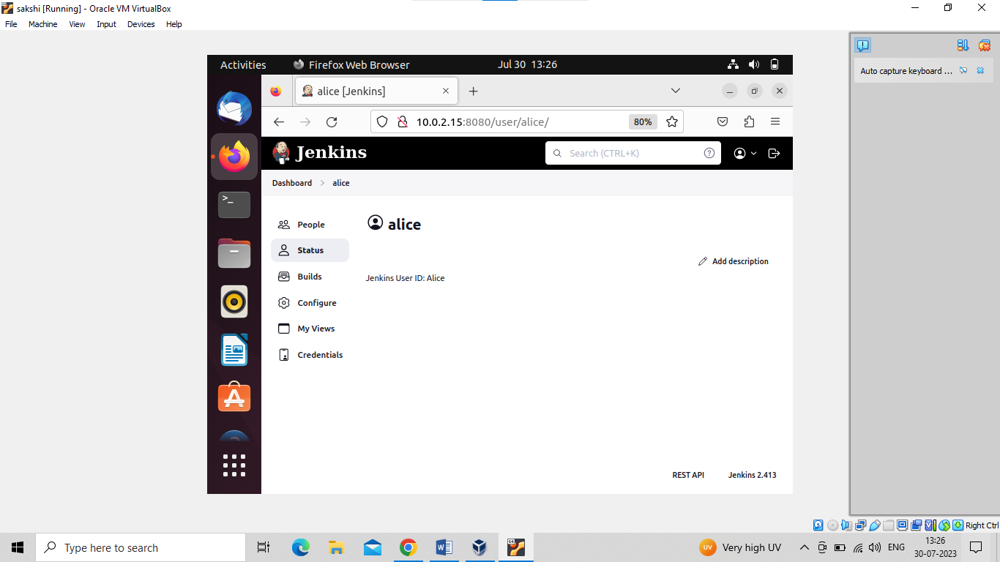 sakshi [Running] - Oracle VM VirtualBox
File Machine View Input Devices Help
Auto capture keyboard ...
Activities Firefox Web Browser Jul 30 13:26
alice [Jenkins]
10.0.2.15:8080/user/alice/ 80%
Jenkins Search (CTRL+K)
Dashboard alice
alice
People
Status
Builds
Configure
My Views
Credentials
Add description
Jenkins User ID: Alice
REST API Jenkins 2.413
Right Ctrl
Type here to search
UV Very high UV ENG 13:26
30-07-2023